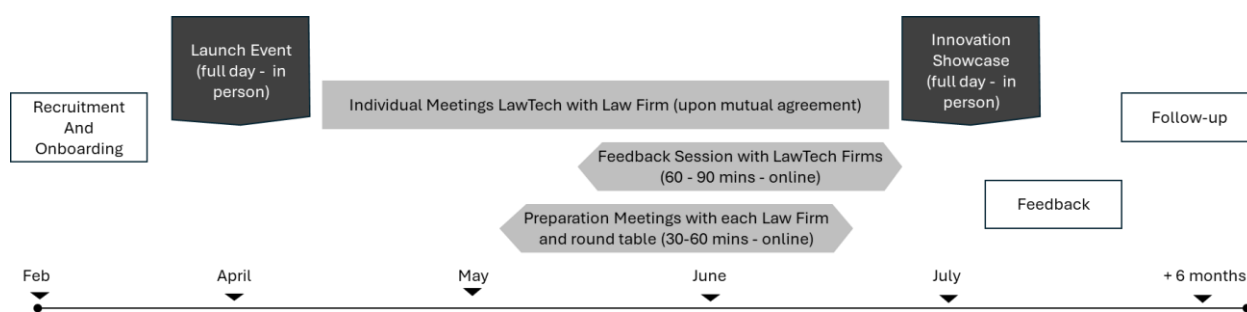 Launch Event
(full day -  in
person)
Innovation
Showcase
(full day -  in
person)
Recruitment
And
Onboarding
Individual Meetings LawTech with Law Firm (upon mutual agreement)
Follow-up
Feedback Session with LawTech Firms
(60 - 90 mins - online)
Feedback
Preparation Meetings with each Law Firm
and round table (30-60 mins - online)
Feb
April
May
June
July
+ 6 months